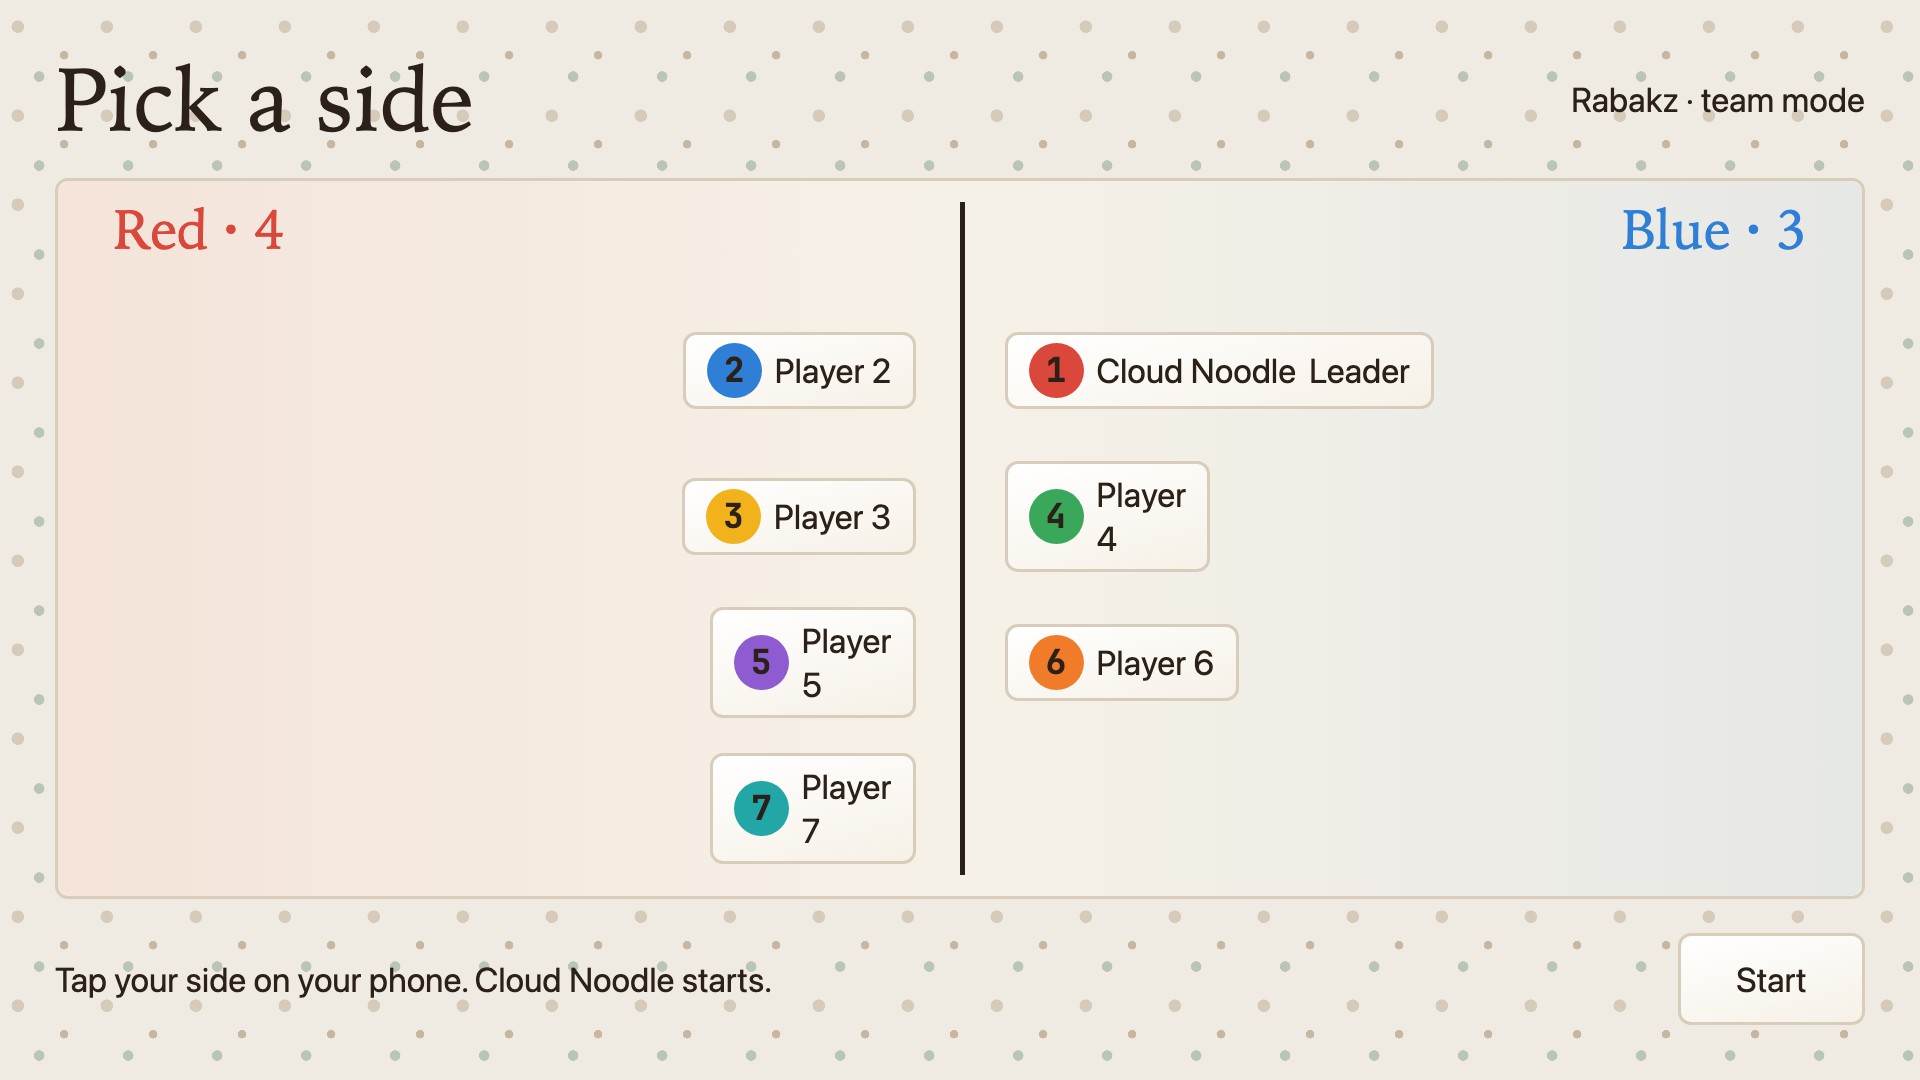 Pick a side
Rabakz · team mode
Red · 4
Blue · 3
2 Player 2
3 Player 3
5 Player
5
7 Player
7
1 Cloud Noodle Leader
4 Player
4
6 Player 6
Tap your side on your phone. Cloud Noodle starts.
Start